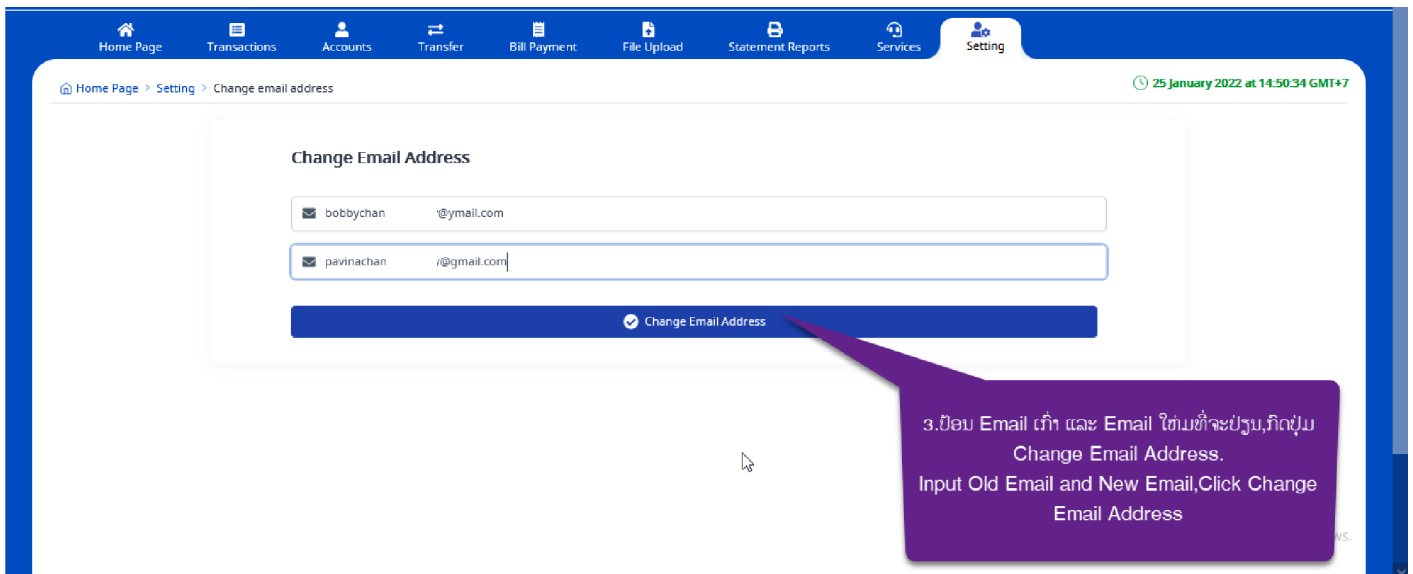 Home Page Transactions Accounts Transfer Bill Payment File Upload Statement Reports Services Setting
Home Page > Setting > Change email address
25 January 2022 at 14:50:34 GMT+7
Change Email Address
bobbychan @ymail.com
pavinachan @gmail.com
Change Email Address
3.ປ້ອນ Email ເກົ່າ ແລະ Email ໃຫ່ມທີ່ຈະປ່ຽນ,ກົດປຸ່ມ
Change Email Address.
Input Old Email and New Email,Click Change
Email Address